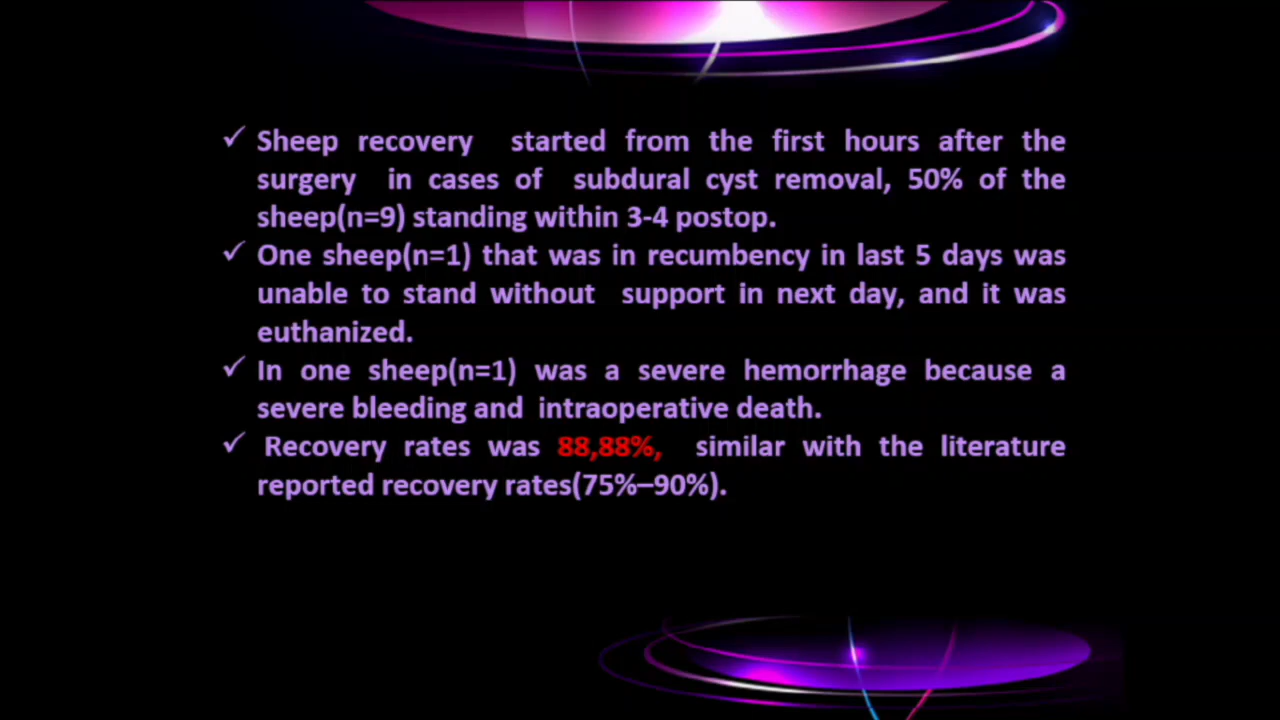 ✓ Sheep recovery started from the first hours after the
surgery in cases of subdural cyst removal, 50% of the
sheep(n=9) standing within 3-4 postop.
✓ One sheep(n=1) that was in recumbency in last 5 days was
unable to stand without support in next day, and it was
euthanized.
✓ In one sheep(n=1) was a severe hemorrhage because a
severe bleeding and intraoperative death.
✓ Recovery rates was 88,88%, similar with the literature
reported recovery rates(75%–90%).